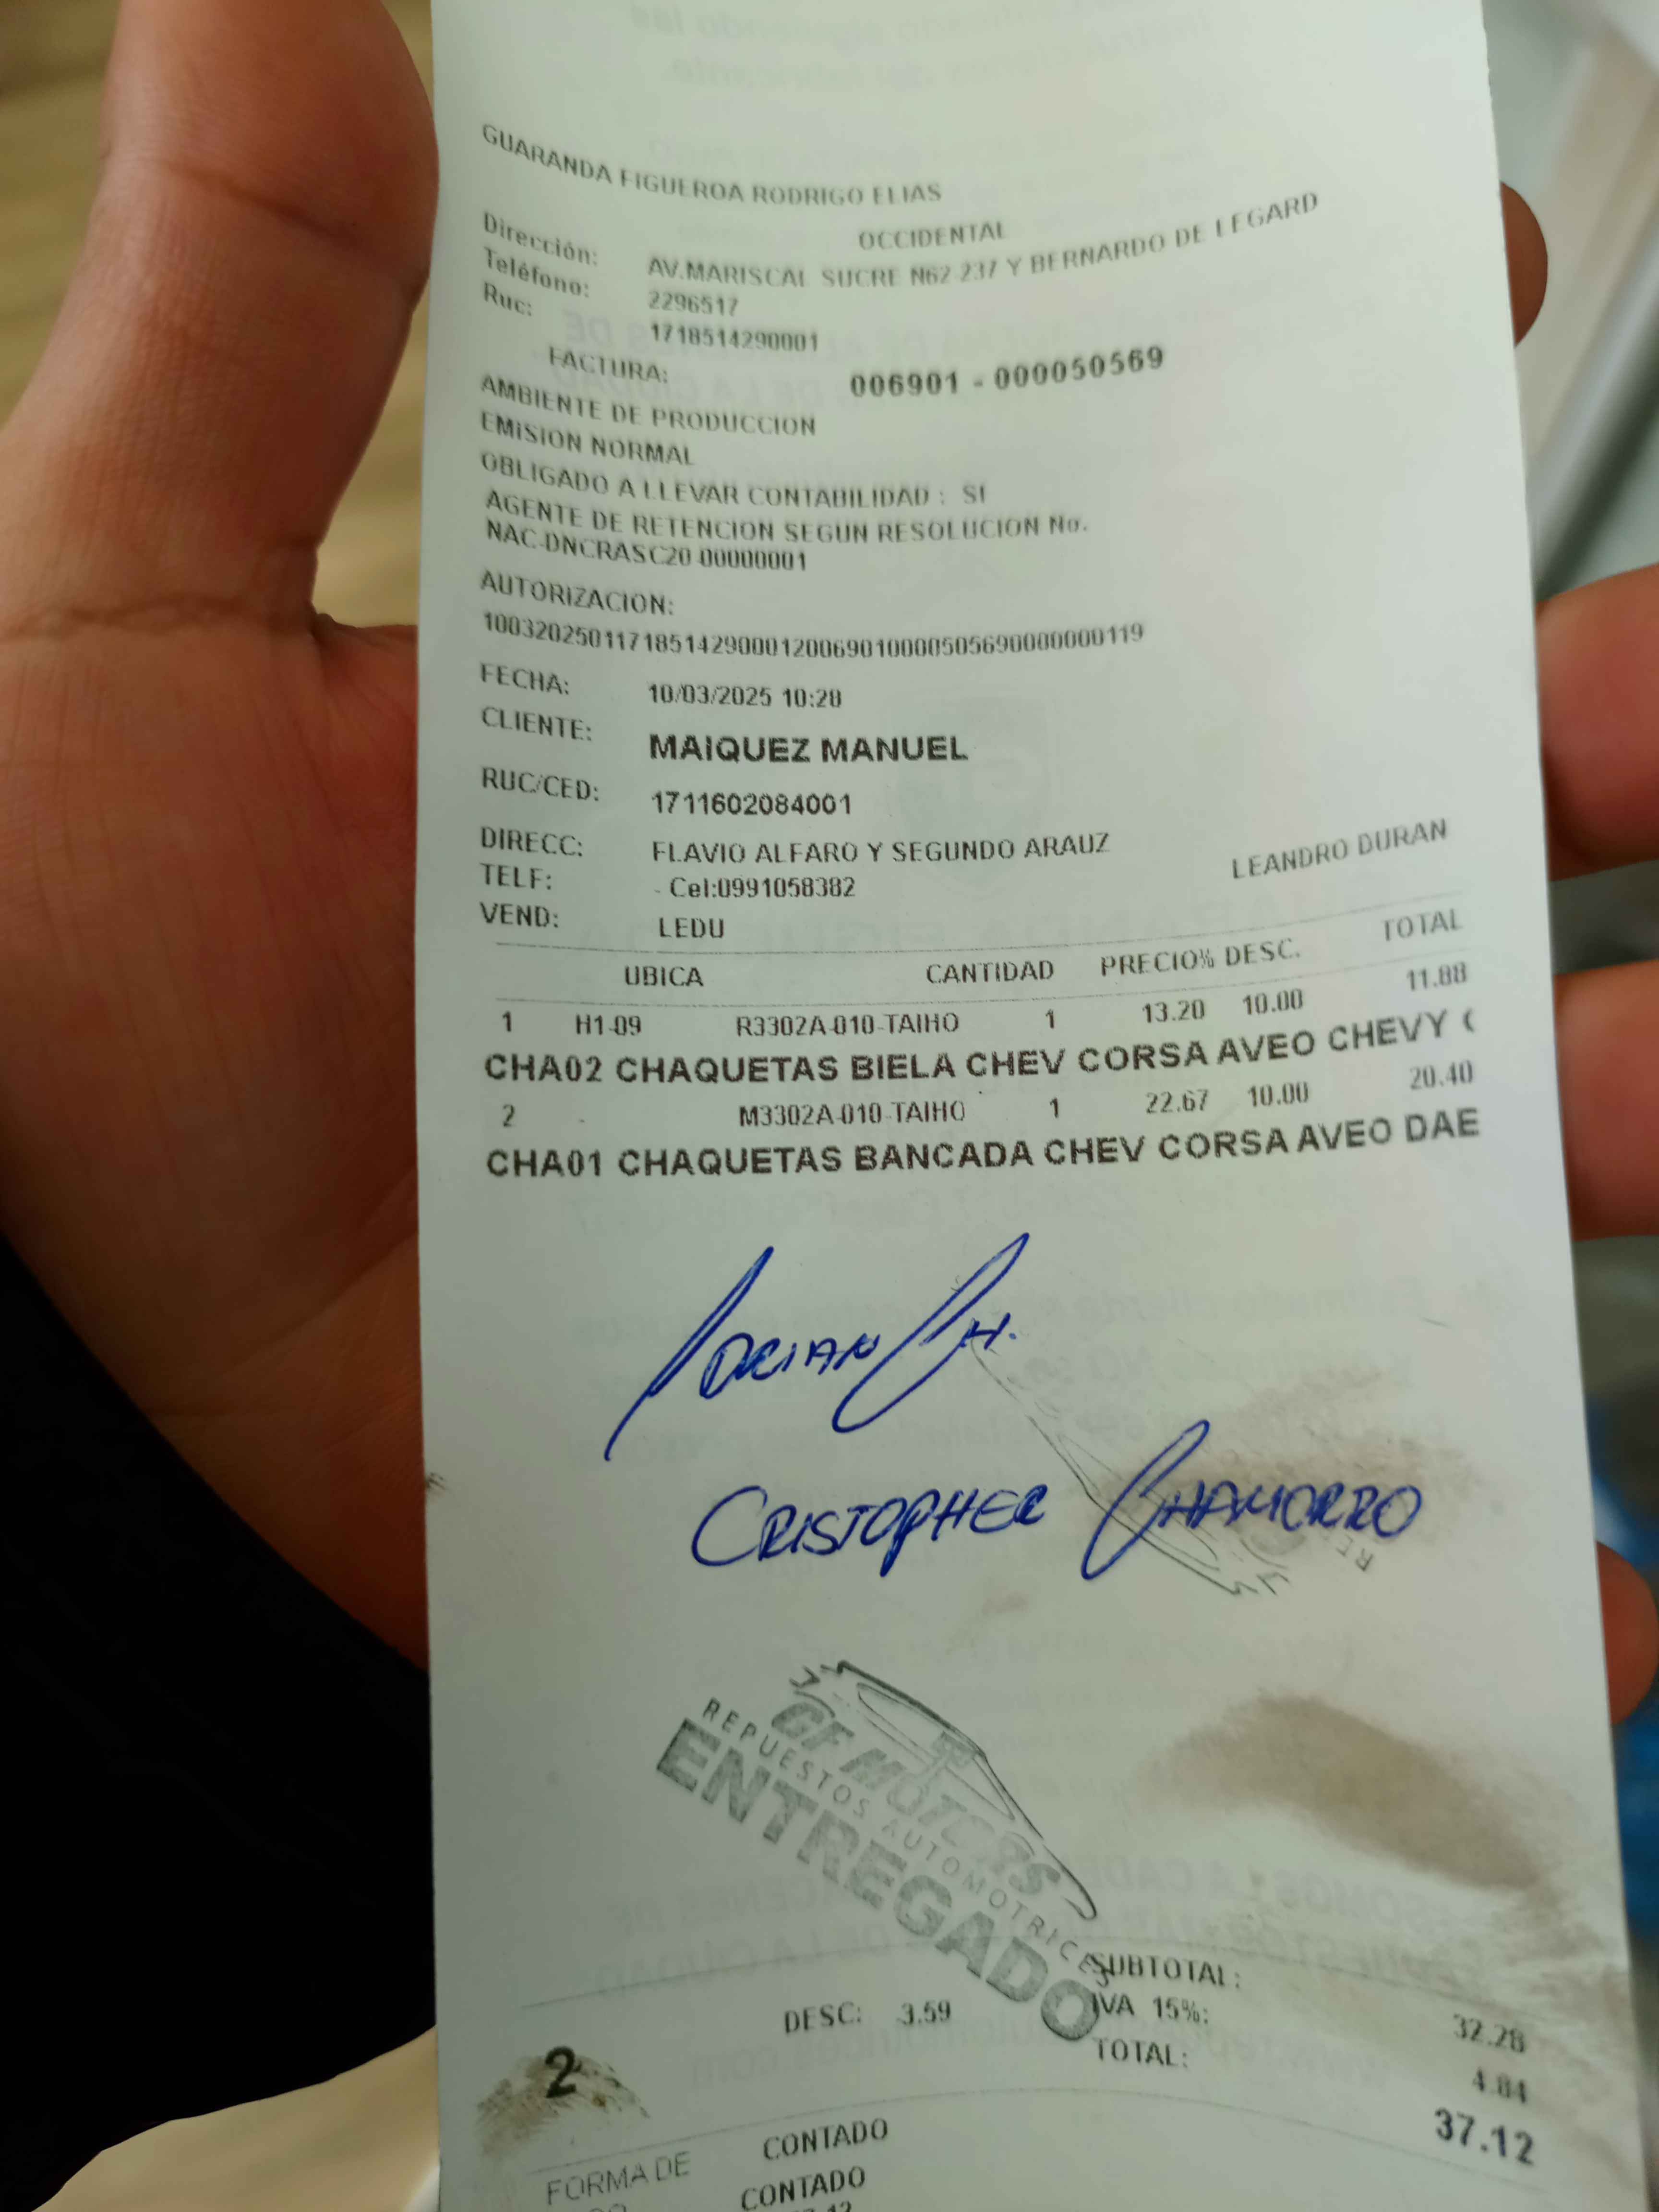 GUARANDA FIGUEROA RODRIGO ELIAS
OCCIDENTAL
Dirección: AV.MARISCAL SUCRE N62-237 Y BERNARDO DE LEGARD
Teléfono: 2296517
Ruc: 1718514290001
FACTURA: 006901 - 000050569
AMBIENTE DE PRODUCCION
EMISION NORMAL
OBLIGADO A LLEVAR CONTABILIDAD : SI
AGENTE DE RETENCION SEGUN RESOLUCION No.
NAC-DNCRASC20-00000001
AUTORIZACION:
1003202501171851429000120069010000505690000000119
FECHA: 10/03/2025 10:28
CLIENTE: MAIQUEZ MANUEL
RUC/CED: 1711602084001
DIRECC: FLAVIO ALFARO Y SEGUNDO ARAUZ
TELF: - Cel:0991058382
VEND: LEDU LEANDRO DURAN
UBICA CANTIDAD PRECIO% DESC. TOTAL
1 H1-09 R3302A-010-TAIHO 1 13.20 10.00 11.88
CHA02 CHAQUETAS BIELA CHEV CORSA AVEO CHEVY
2 - M3302A-010-TAIHO 1 22.67 10.00 20.40
CHA01 CHAQUETAS BANCADA CHEV CORSA AVEO DAE
ADRIAN CH.
CRISTOPHER CHAMORRO
GF MOTORS
REPUESTOS AUTOMOTRICES
ENTREGADO
SUBTOTAL: 32.28
DESC: 3.59 IVA 15%: 4.84
TOTAL: 37.12
2
FORMA DE CONTADO
CONTADO